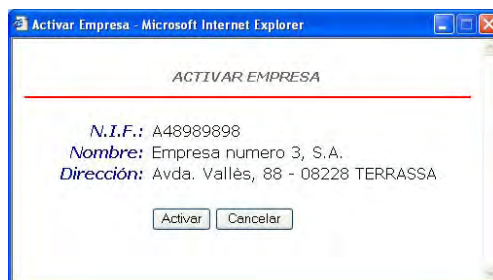 Activar Empresa - Microsoft Internet Explorer
ACTIVAR EMPRESA
N.I.F.: A48989898
Nombre: Empresa numero 3, S.A.
Dirección: Avda. Vallès, 88 - 08228 TERRASSA
Activar Cancelar